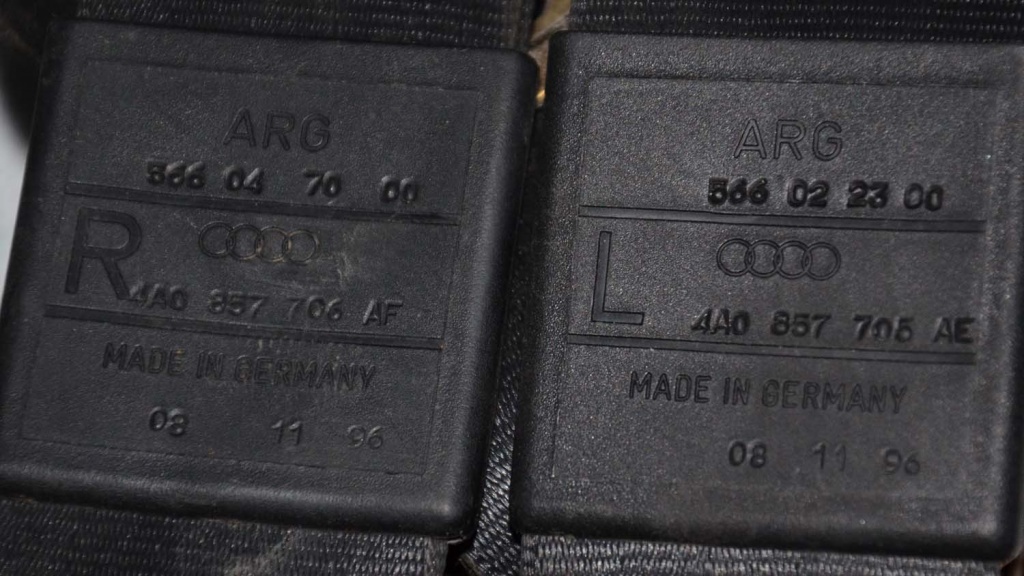 ARG
566 04 70 00
R
4A0 857 706 AF
MADE IN GERMANY
08 11 96
ARG
566 02 23 00
L
4A0 857 705 AE
MADE IN GERMANY
08 11 96